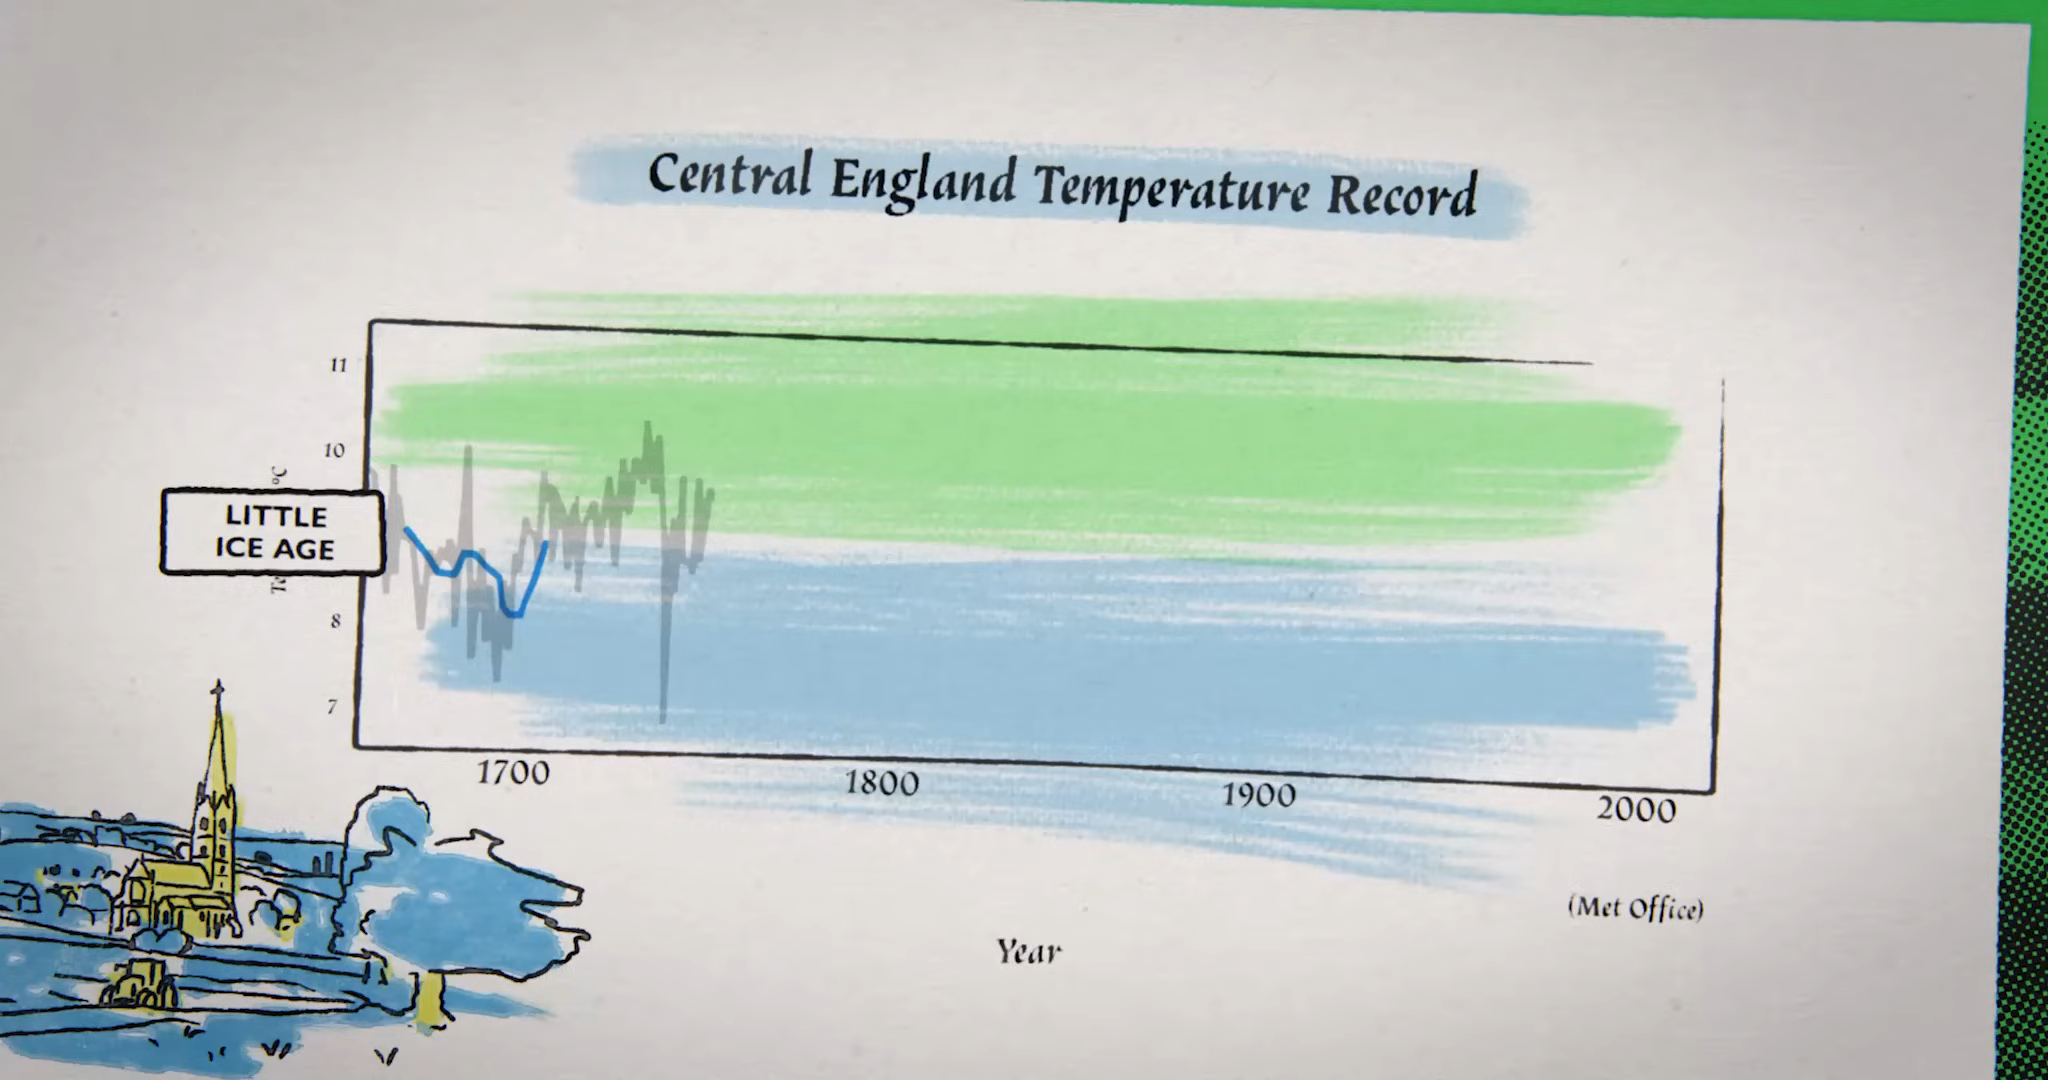 Central England Temperature Record
11
10
°C
LITTLE
ICE AGE
8
7
1700
1800
1900
2000
(Met Office)
Year